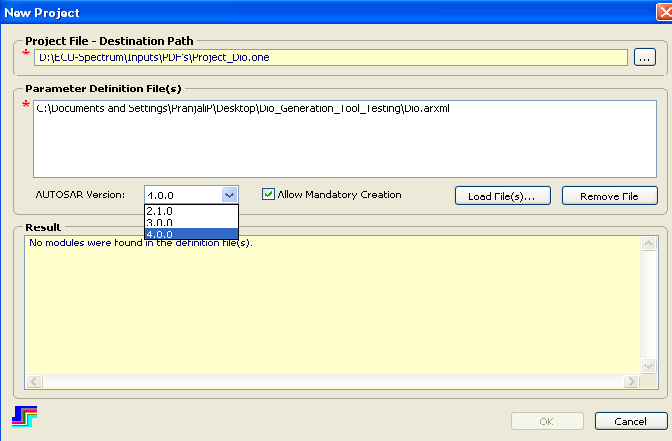 New Project
Project File - Destination Path
* D:\ECU-Spectrum\Inputs\PDF's\Project_Dio.one
...
Parameter Definition File(s)
* C:\Documents and Settings\PranjaliP\Desktop\Dio_Generation_Tool_Testing\Dio.arxml
AUTOSAR Version: 4.0.0 Allow Mandatory Creation Load File(s)... Remove File
2.1.0
3.0.0
4.0.0
Result
No modules were found in the definition file(s).
OK Cancel